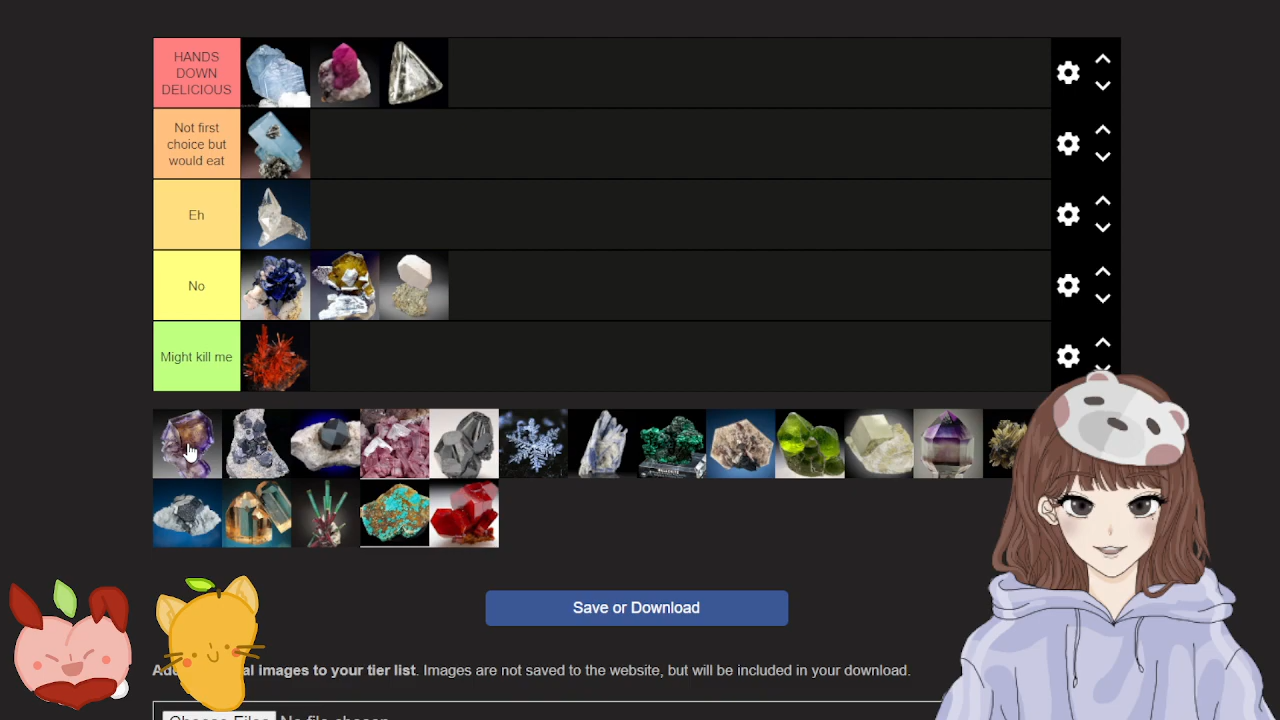 HANDS
DOWN
DELICIOUS
Not first
choice but
would eat
Eh
No
Might kill me
Save or Download
images to your tier list. Images are not saved to the website, but will be included in your download.
Choose Files No file chosen